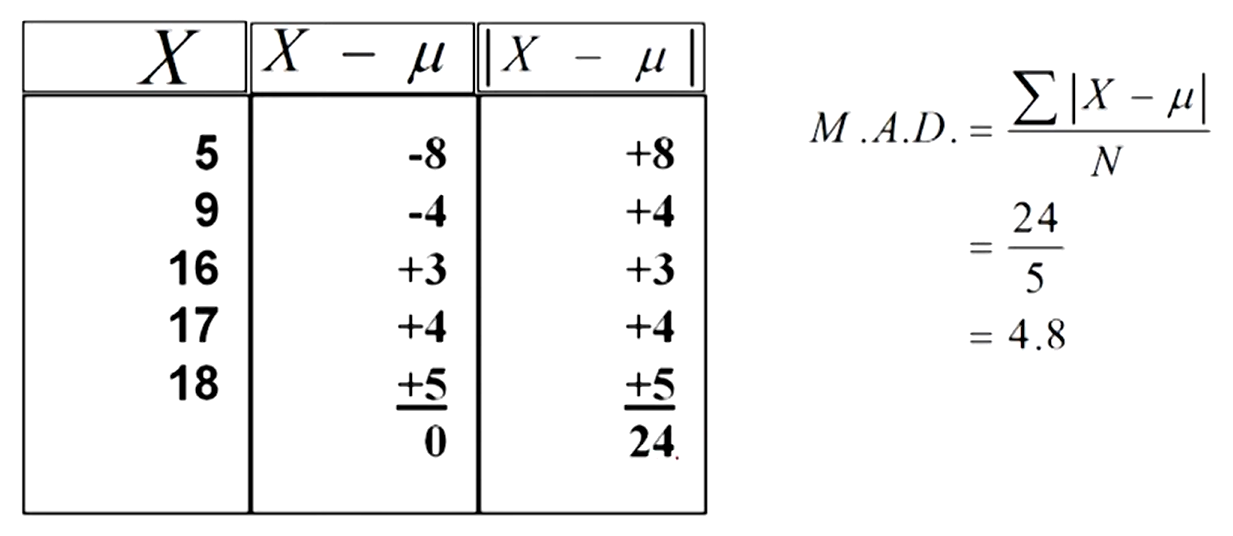 X X − μ |X − μ|
5 -8 +8
9 -4 +4
16 +3 +3
17 +4 +4
18 +5 +5
0 24
M.A.D. = ∑|X − μ| / N
= 24 / 5
= 4.8